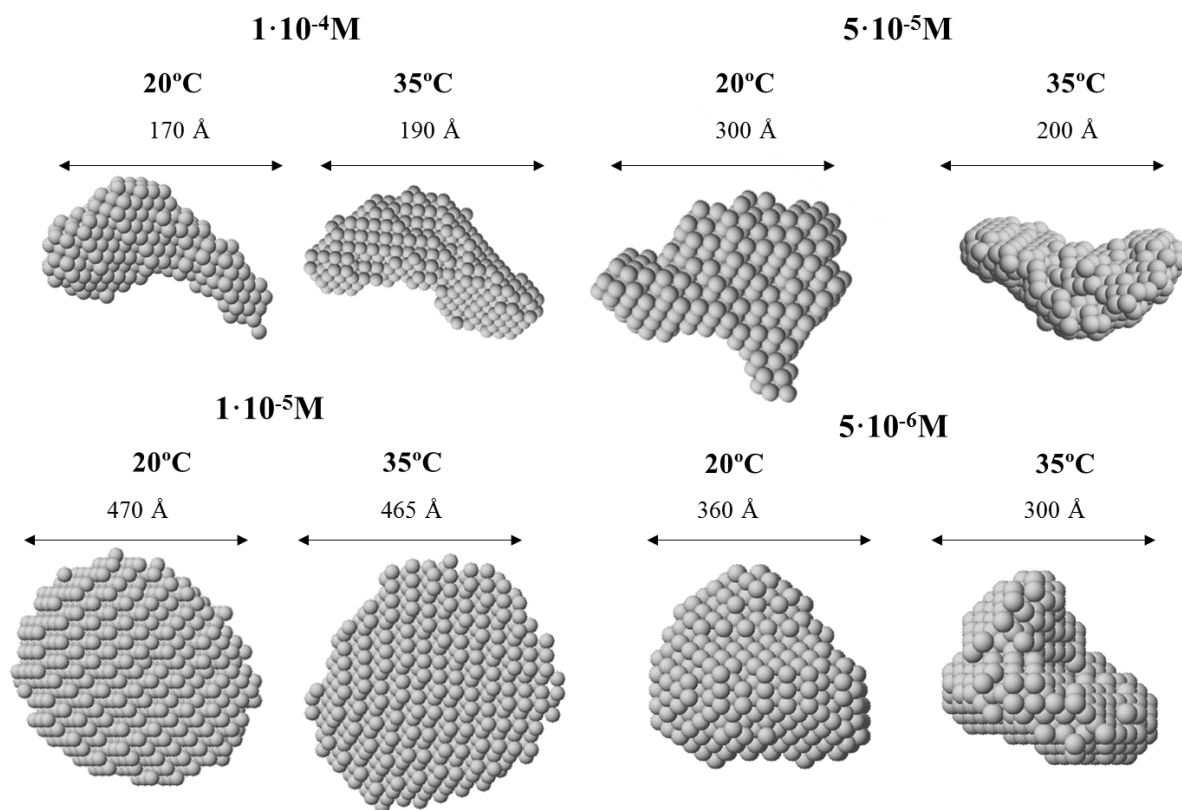 1·10⁻⁴M
5·10⁻⁵M
20ºC
35ºC
20ºC
35ºC
170 Å
190 Å
300 Å
200 Å
1·10⁻⁵M
5·10⁻⁶M
20ºC
35ºC
20ºC
35ºC
470 Å
465 Å
360 Å
300 Å